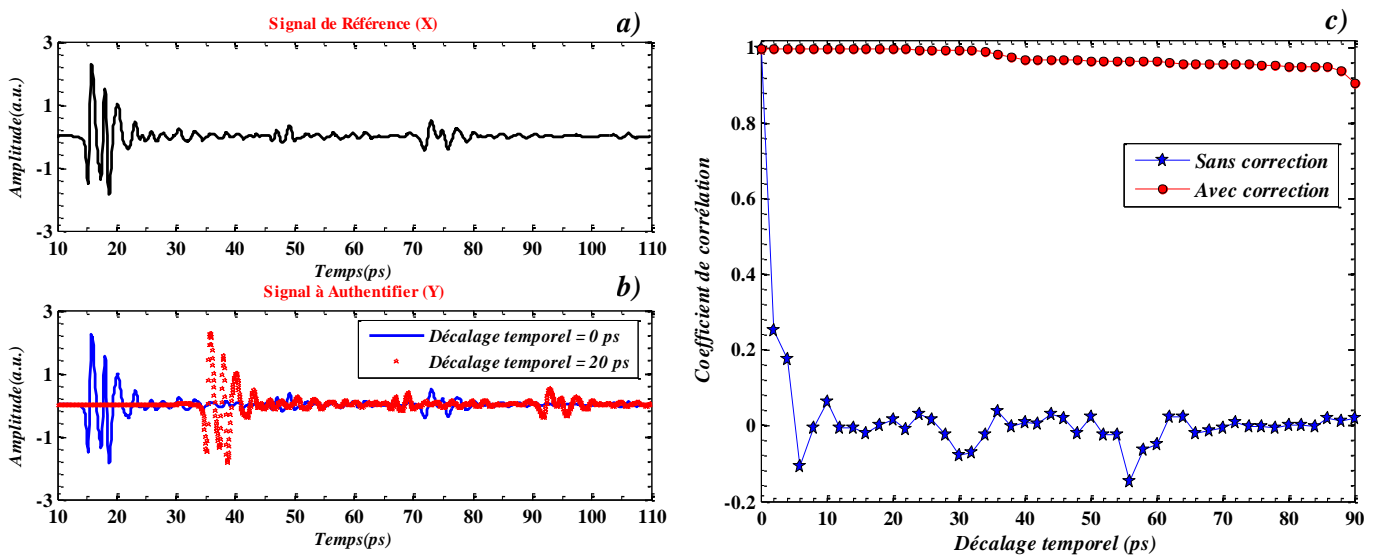 Signal de Référence (X)
a)
3
1
-1
-3
Amplitude(a.u.)
10 20 30 40 50 60 70 80 90 100 110
Temps(ps)
Signal à Authentifier (Y)
b)
3
1
-1
-3
Amplitude(a.u.)
Décalage temporel = 0 ps
Décalage temporel = 20 ps
10 20 30 40 50 60 70 80 90 100 110
Temps(ps)
c)
1
0.8
0.6
0.4
0.2
0
-0.2
Coefficient de corrélation
Sans correction
Avec correction
0 10 20 30 40 50 60 70 80 90
Décalage temporel (ps)